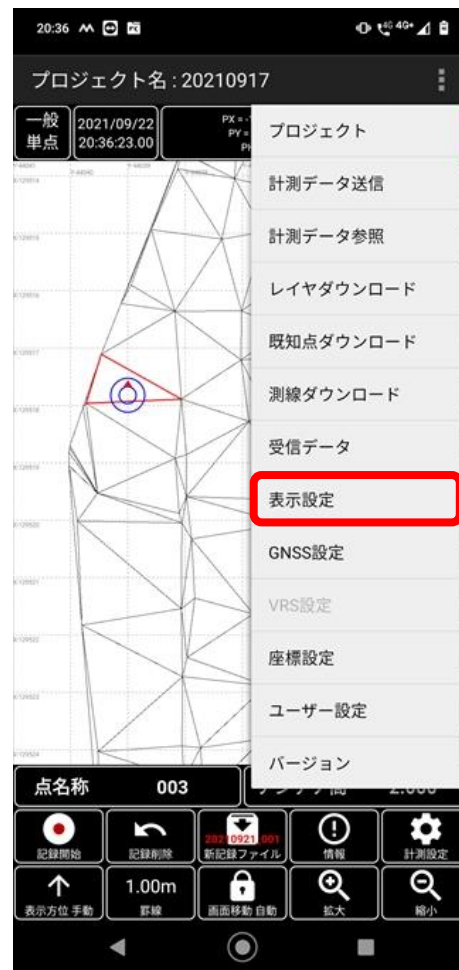 20:36
4G 4G+
プロジェクト名 : 20210917
一般
単点
2021/09/22
20:36:23.00
PX = -
PY =
PH
プロジェクト
計測データ送信
計測データ参照
レイヤダウンロード
既知点ダウンロード
測線ダウンロード
受信データ
表示設定
GNSS設定
VRS設定
座標設定
ユーザー設定
バージョン
点名称 003
2.000
記録開始
記録削除
20210921_001
新記録ファイル
情報
計測設定
表示方位 手動
1.00m
罫線
画面移動 自動
拡大
縮小